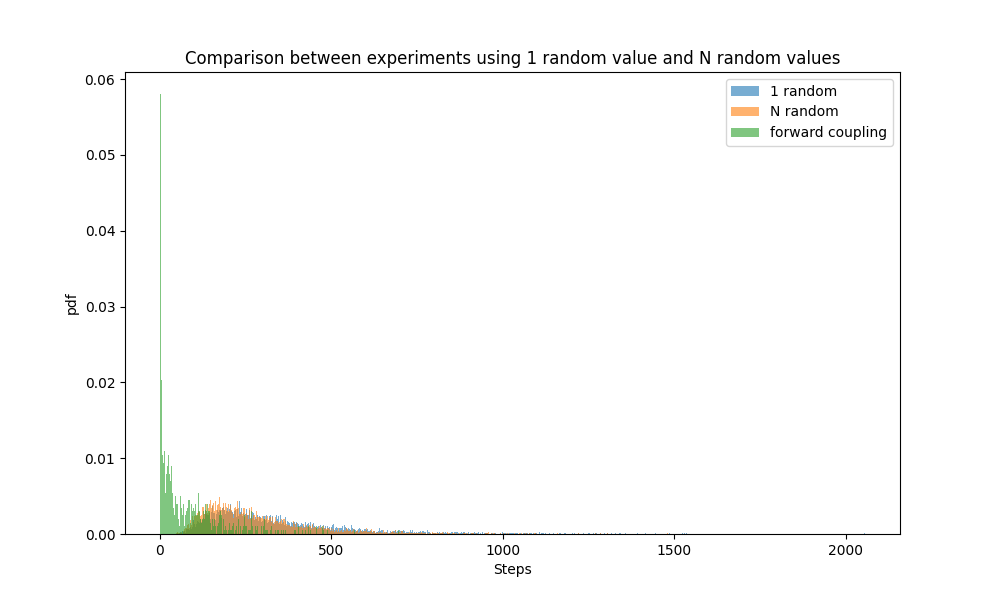 Comparison between experiments using 1 random value and N random values
1 random
N random
forward coupling
0.06
0.05
0.04
0.03
0.02
0.01
0.00
pdf
0
500
1000
1500
2000
Steps